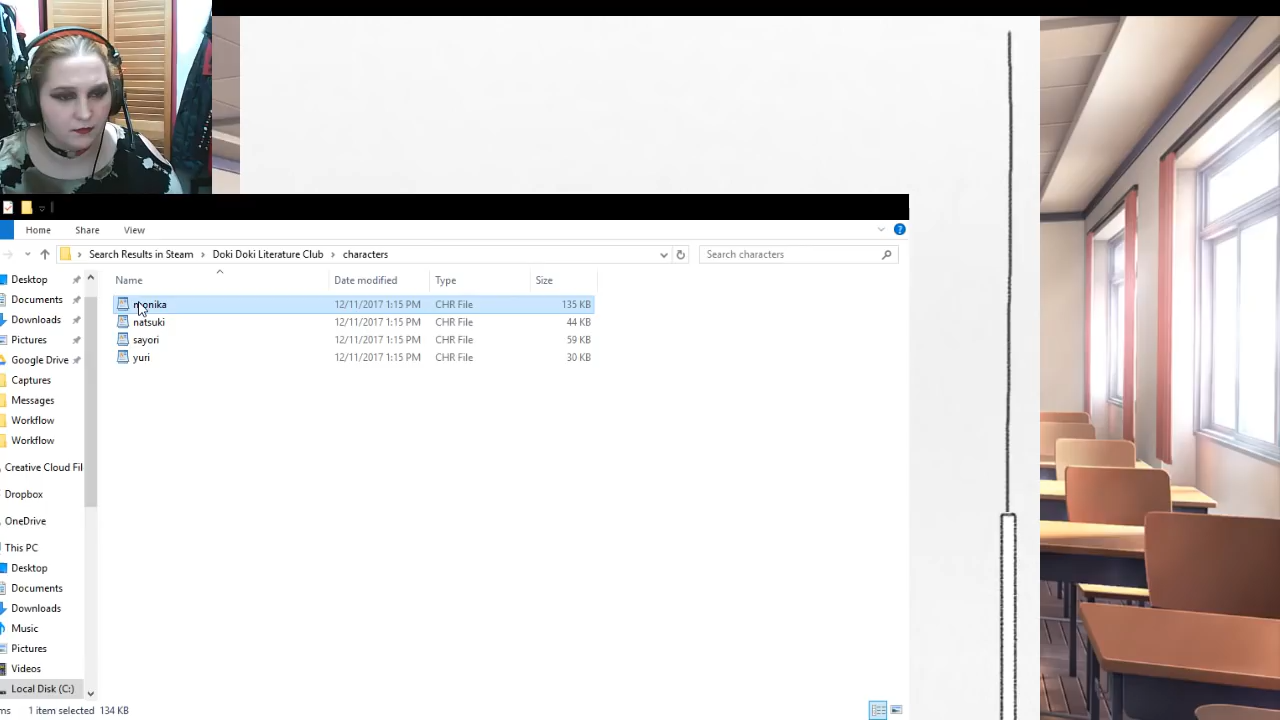 Home Share View
Search Results in Steam Doki Doki Literature Club characters Search characters
Name Date modified Type Size
monika 12/11/2017 1:15 PM CHR File 135 KB
natsuki 12/11/2017 1:15 PM CHR File 44 KB
sayori 12/11/2017 1:15 PM CHR File 59 KB
yuri 12/11/2017 1:15 PM CHR File 30 KB
Desktop
Documents
Downloads
Pictures
Google Drive
Captures
Messages
Workflow
Workflow
Creative Cloud Fil
Dropbox
OneDrive
This PC
Desktop
Documents
Downloads
Music
Pictures
Videos
Local Disk (C:)
ms 1 item selected 134 KB